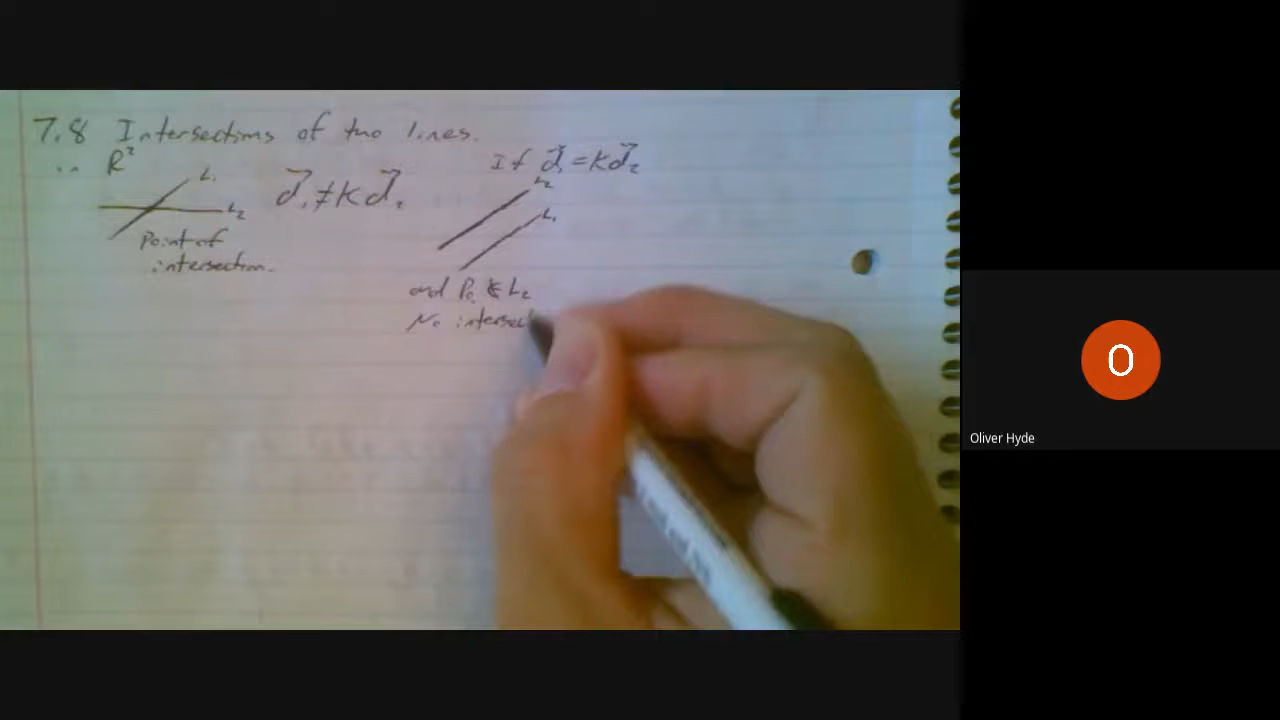 7.8 Intersections of two lines.
in R²
L₁
L₂
d⃗₁ ≠ k d⃗₂
Point of
intersection.
If d⃗₁ = k d⃗₂
L₂
L₁
and P₀₁ ∉ L₂
No intersect
O
Oliver Hyde